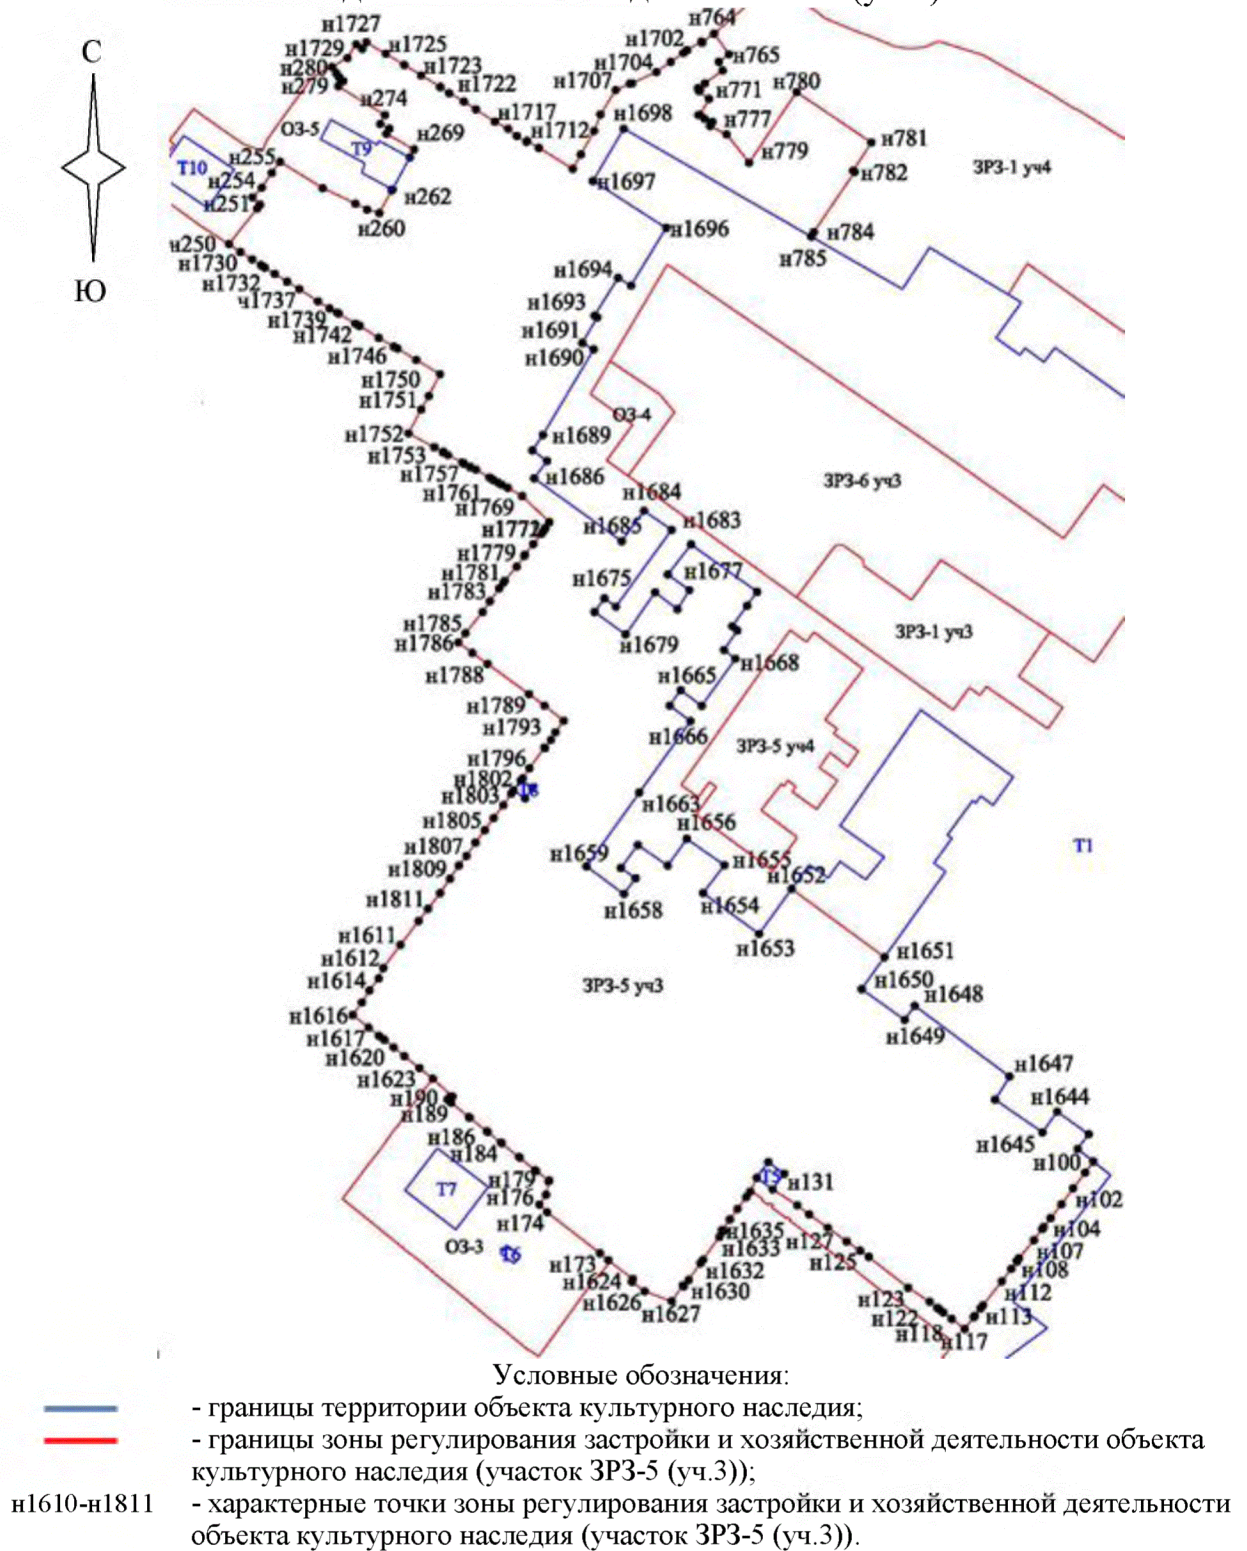 С
Ю
н1727
н1729
н280
н279
н1725
н1723
н1722
н274
н1717
н269
н1712
н764
н1702
н1704
н1707
н765
н771
н780
н1698
н777
н781
н779
н782
ЗРЗ-1 уч4
ОЗ-5
Т9
Т10
н255
н254
н251
н262
н260
н250
н1697
н1696
н784
н785
н1730
н1732
ч1737
н1739
н1742
н1746
н1694
н1693
н1691
н1690
н1750
н1751
н1752
н1753
н1757
н1761
н1769
ОЗ-4
н1689
н1686
ЗРЗ-6 уч3
н1684
н1685
н1683
н1772
н1779
н1781
н1783
н1785
н1786
н1788
н1675
н1677
н1679
ЗРЗ-1 уч3
н1668
н1665
н1666
н1789
н1793
н1796
н1802
н1803
н1805
н1807
н1809
н1811
ЗРЗ-5 уч4
н1663
н1656
Т1
н1659
н1655
н1652
н1658
н1654
н1653
н1611
н1612
н1614
н1616
н1617
н1620
н1623
н1651
н1650
н1648
н1649
ЗРЗ-5 уч3
н1647
н1644
н1645
н190
н189
н186
н184
н179
н176
н174
н173
Т7
ОЗ-3
Т6
Т5
н131
н100
н102
н104
н107
н108
н112
н113
н1635
н1633
н1632
н1630
н1624
н1626
н1627
н127
н125
н123
н122
н118
н117
Условные обозначения:
- границы территории объекта культурного наследия;
- границы зоны регулирования застройки и хозяйственной деятельности объекта
культурного наследия (участок ЗРЗ-5 (уч.3));
н1610-н1811 - характерные точки зоны регулирования застройки и хозяйственной деятельности
объекта культурного наследия (участок ЗРЗ-5 (уч.3)).